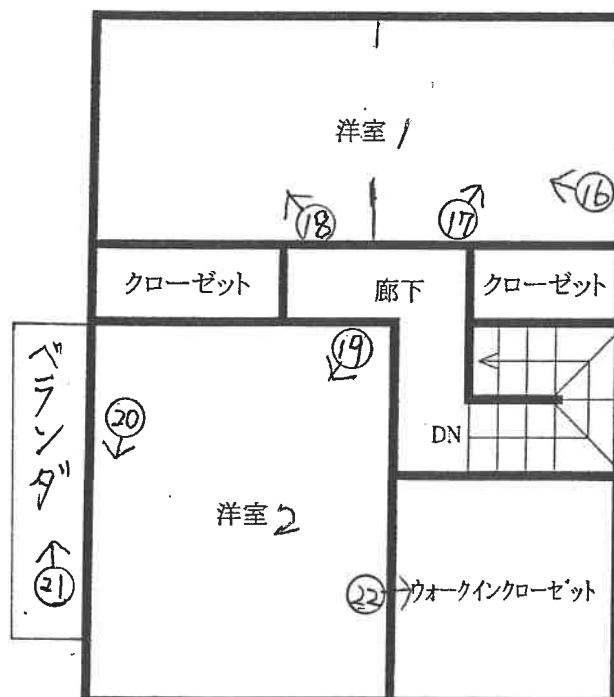 洋室 1
16
18
17
クローゼット
廊下
クローゼット
ベランダ
19
20
DN
洋室 2
21
22
ウォークインクローゼット